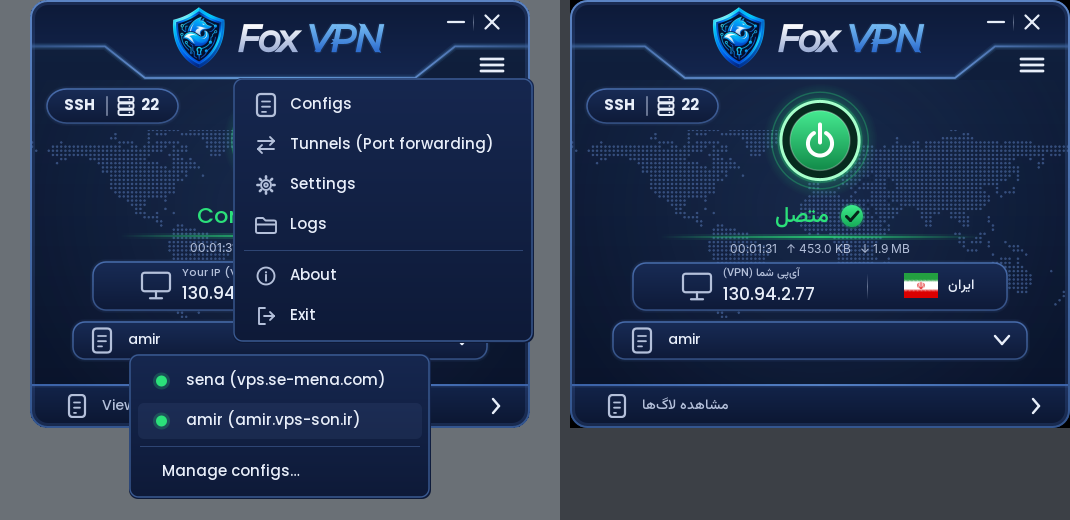 Fox VPN
SSH | 22
Configs
Tunnels (Port forwarding)
Settings
Logs
About
Exit
Con
00:01:3
Your IP (V
130.94
amir
sena (vps.se-mena.com)
amir (amir.vps-son.ir)
Manage configs...
View
Fox VPN
SSH | 22
متصل
00:01:31 ↑ 453.0 KB ↓ 1.9 MB
آی‌پی شما (VPN)
130.94.2.77
ایران
amir
مشاهده لاگ‌ها